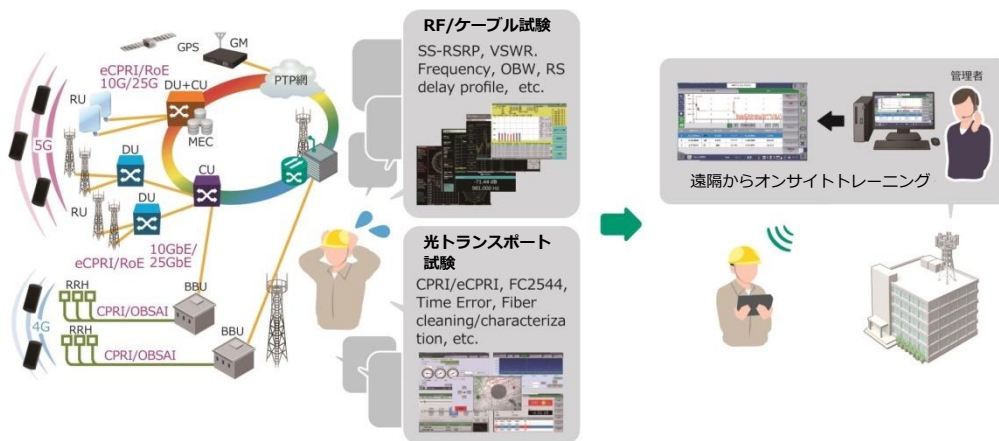 GPS
GM
PTP網
eCPRI/RoE
10G/25G
DU+CU
RU
MEC
5G
DU
CU
DU
RU
10GbE/
eCPRI/RoE 25GbE
BBU
RRH
CPRI/OBSAI
4G
RRH
CPRI/OBSAI
BBU
RF/ケーブル試験
SS-RSRP, VSWR.
Frequency, OBW, RS
delay profile, etc.
光トランスポート
試験
CPRI/eCPRI, FC2544,
Time Error, Fiber
cleaning/characteriza
tion, etc.
管理者
遠隔からオンサイトトレーニング